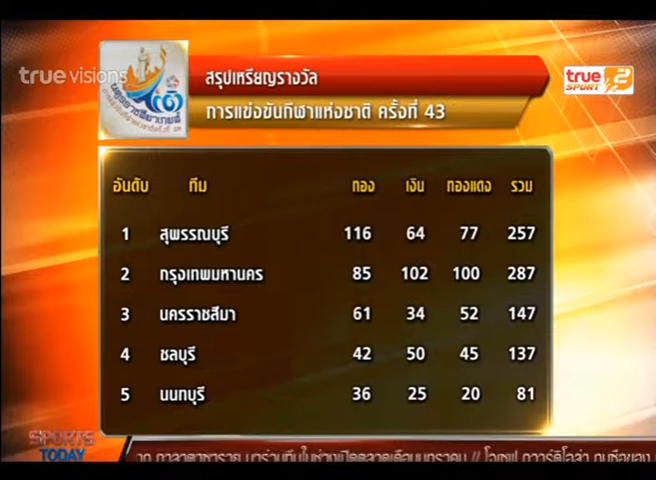 true visions
สรุปเหรียญรางวัล
การแข่งขันกีฬาแห่งชาติ ครั้งที่ 43
true 2
SPORT
อันดับ ทีม ทอง เงิน ทองแดง รวม
1 สุพรรณบุรี 116 64 77 257
2 กรุงเทพมหานคร 85 102 100 287
3 นครราชสีมา 61 34 52 147
4 ชลบุรี 42 50 45 137
5 นนทบุรี 36 25 20 81
SPORTS
TODAY
//